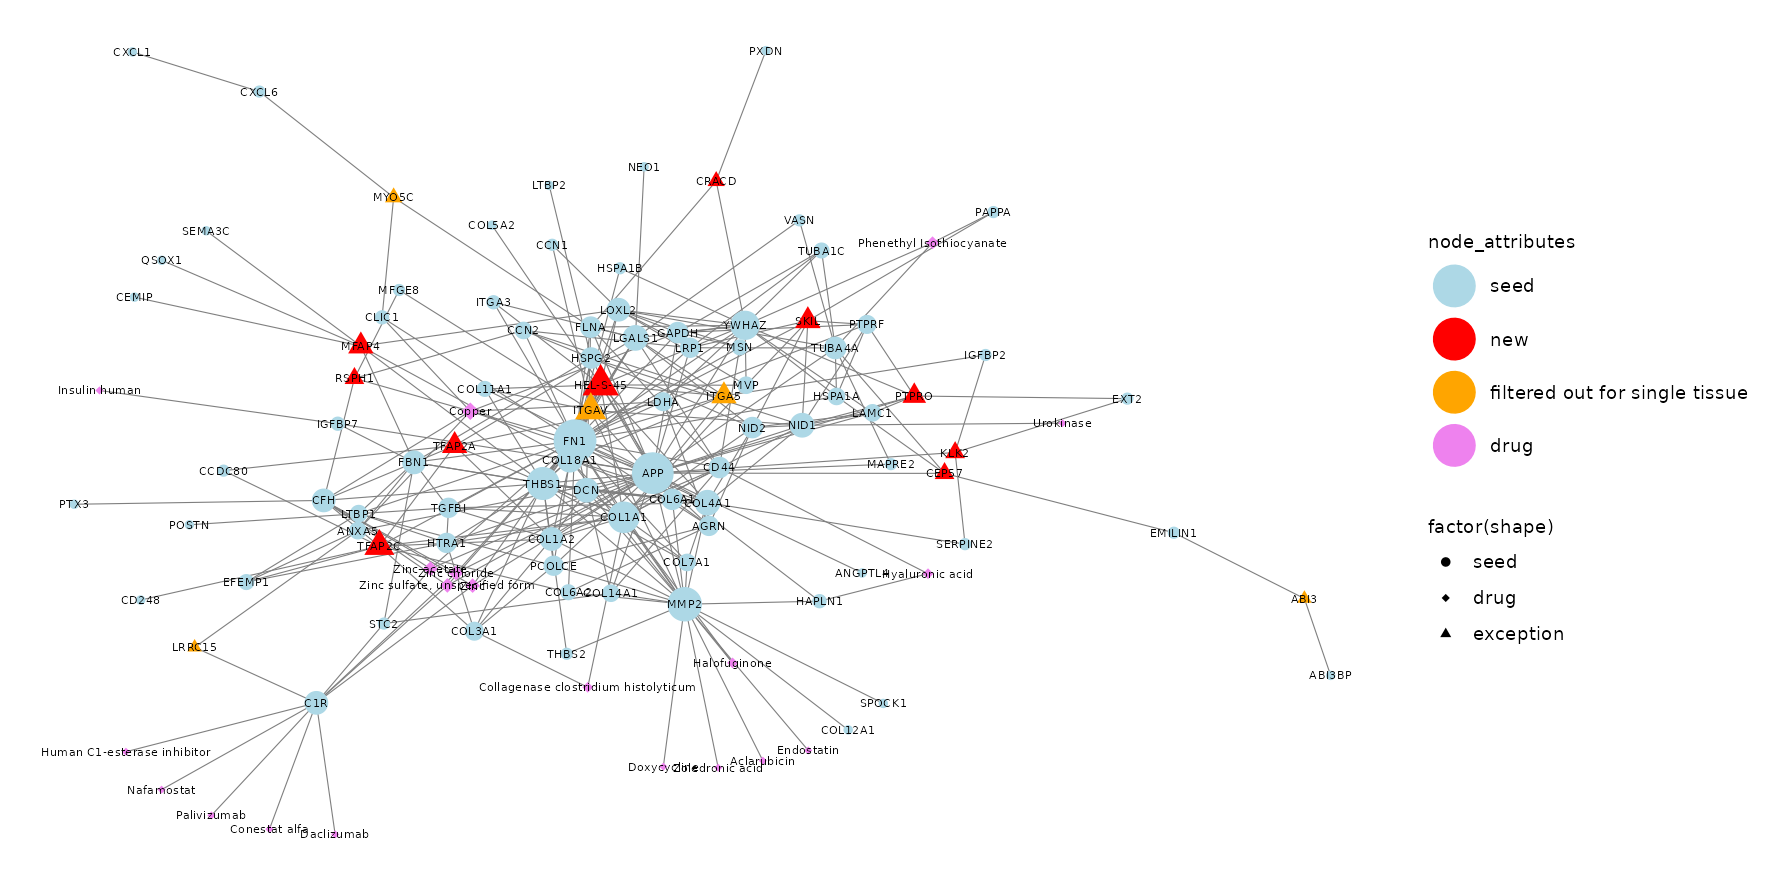 CXCL1
PXDN
CXCL6
NEO1
CRACD
LTBP2
MYO5C
PAPPA
VASN
COL5A2
SEMA3C
Phenethyl Isothiocyanate
CCN1
TUBA1C
QSOX1
HSPA1B
MFGE8
CEMIP
ITGA3
LOXL2
CLIC1
SKIL
PTPRF
YWHAZ
FLNA
CCN2
GAPDH
LGALS1
MFAP4
MSN
LRP1
TUBA4A
IGFBP2
HSPG2
RSPH1
HEL-S-45
MVP
COL11A1
Insulin human
ITGA5
HSPA1A
PTPRO
EXT2
LDHA
ITGAV
Copper
LAMC1
IGFBP7
Urokinase
NID1
NID2
FN1
TFAP2A
KLK2
COL18A1
FBN1
MAPRE2
CD44
CCDC80
APP
CEP57
THBS1
DCN
COL6A1
CFH
PTX3
COL4A1
TGFBI
LTBP1
COL1A1
POSTN
AGRN
ANXA5
EMILIN1
COL1A2
HTRA1
TFAP2C
SERPINE2
COL7A1
PCOLCE
Zinc acetate
Zinc chloride
ANGPTL4
Hyaluronic acid
EFEMP1
Zinc sulfate, unspecified form
Zinc
COL6A2
COL14A1
CD248
HAPLN1
ABI3
MMP2
STC2
COL3A1
LRRC15
THBS2
Halofuginone
ABI3BP
Collagenase clostridium histolyticum
C1R
SPOCK1
COL12A1
Endostatin
Human C1-esterase inhibitor
Aclarubicin
Doxycycline
Zoledronic acid
Nafamostat
Palivizumab
Conestat alfa
Daclizumab
node_attributes
seed
new
filtered out for single tissue
drug
factor(shape)
seed
drug
exception